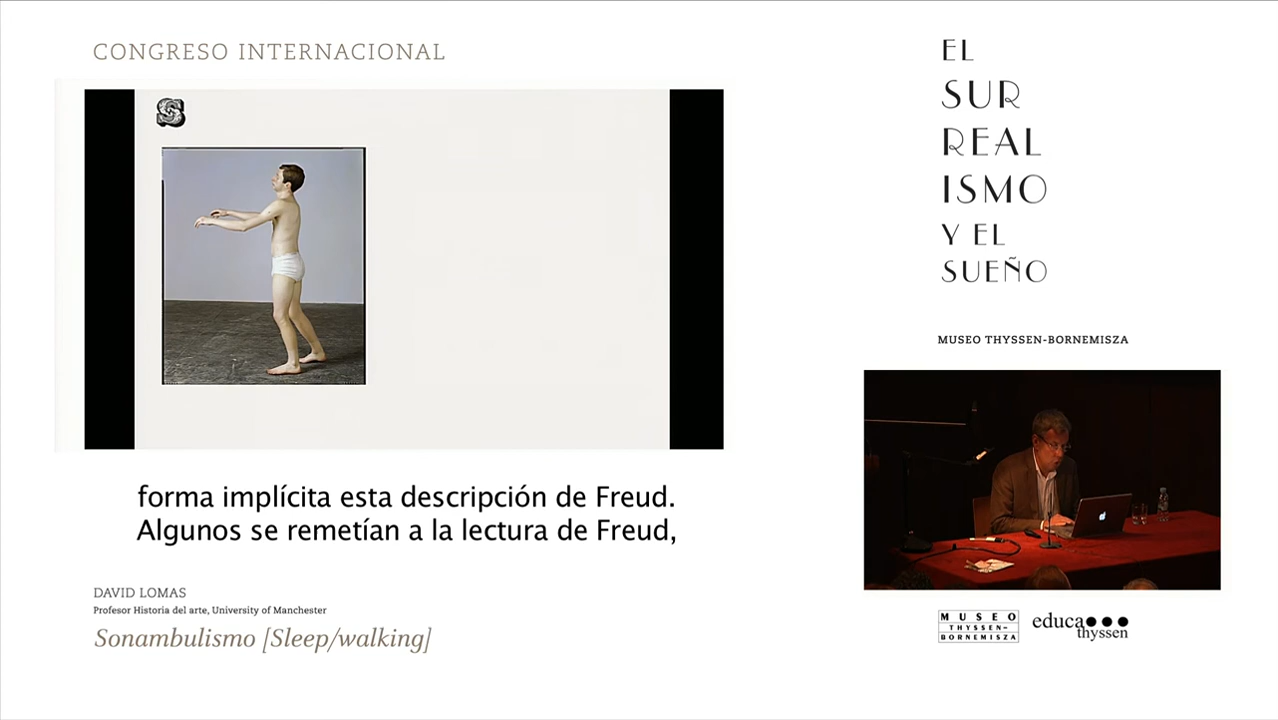 CONGRESO INTERNACIONAL
S
forma implícita esta descripción de Freud.
Algunos se remetían a la lectura de Freud,
DAVID LOMAS
Profesor Historia del arte, University of Manchester
Sonambulismo [Sleep/walking]
EL
SUR
REAL
ISMO
Y EL
SUEÑO
MUSEO THYSSEN-BORNEMISZA
MUSEO
THYSSEN-
BORNEMISZA
educa
thyssen